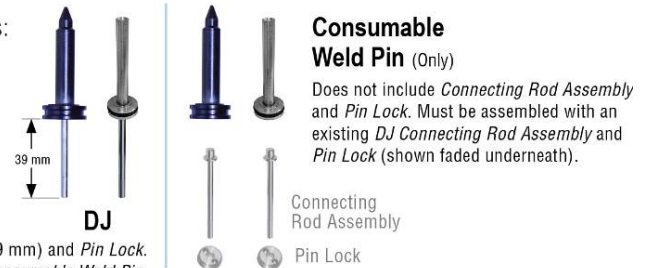 s:
39 mm
DJ
9 mm) and Pin Lock.
Consumable
Weld Pin (Only)
Does not include Connecting Rod Assembly
and Pin Lock. Must be assembled with an
existing DJ Connecting Rod Assembly and
Pin Lock (shown faded underneath).
Connecting
Rod Assembly
Pin Lock